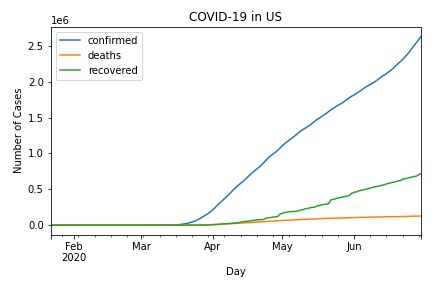 COVID-19 in US
1e6
confirmed
deaths
recovered
2.5
2.0
1.5
1.0
0.5
0.0
Number of Cases
Feb Mar Apr May Jun
2020
Day